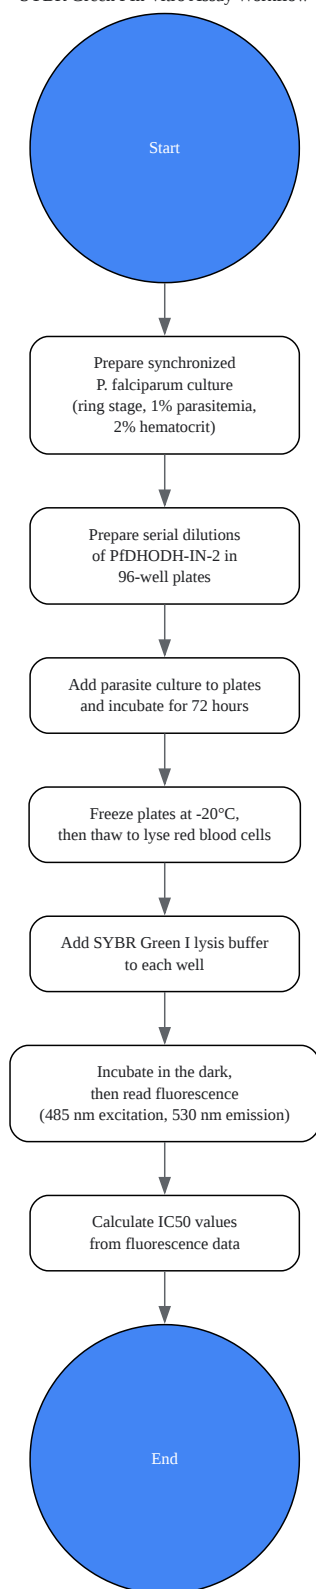 SYBR Green I In Vitro Assay Workflow
Start
Prepare synchronized
P. falciparum culture
(ring stage, 1% parasitemia,
2% hematocrit)
Prepare serial dilutions
of PfDHODH-IN-2 in
96-well plates
Add parasite culture to plates
and incubate for 72 hours
Freeze plates at -20°C,
then thaw to lyse red blood cells
Add SYBR Green I lysis buffer
to each well
Incubate in the dark,
then read fluorescence
(485 nm excitation, 530 nm emission)
Calculate IC50 values
from fluorescence data
End